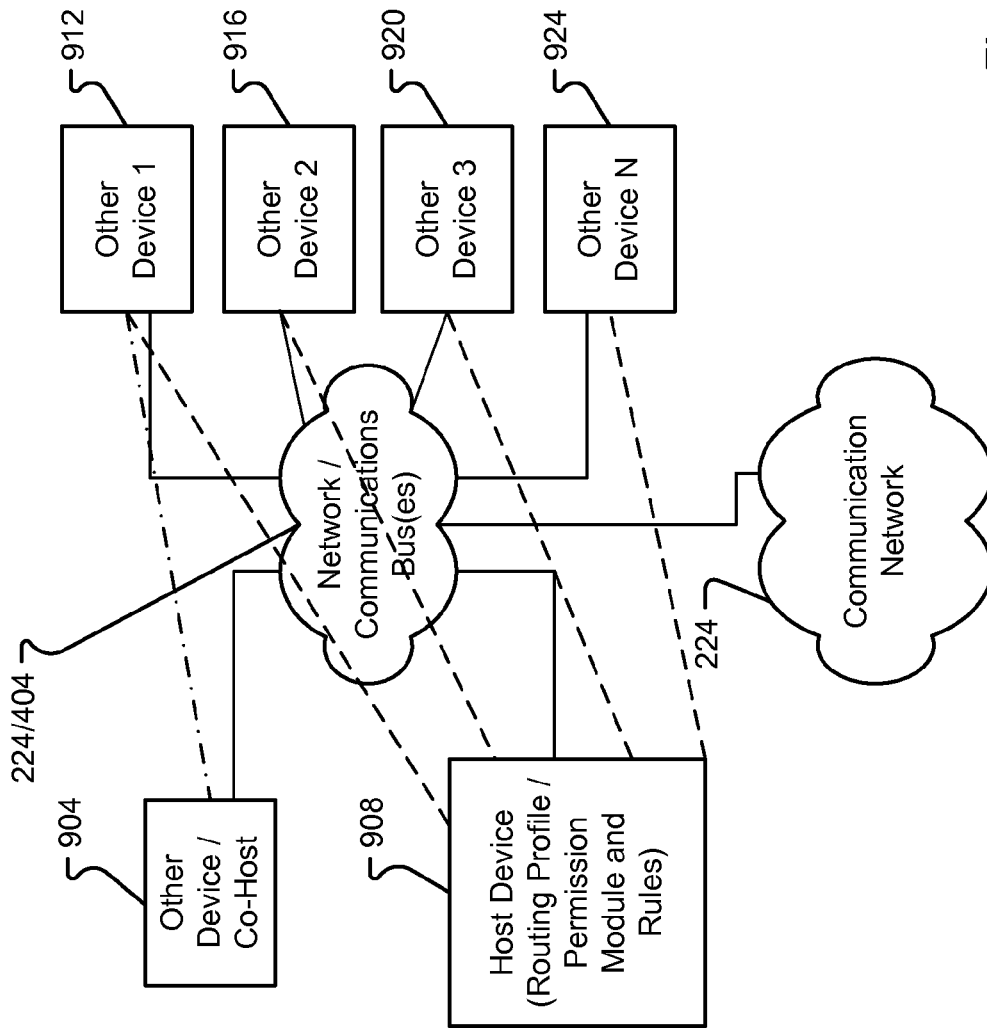 224/404
904
Other
Device /
Co-Host
908
Host Device
(Routing Profile /
Permission
Module and
Rules)
Network /
Communications
Bus(es)
912
Other
Device 1
916
Other
Device 2
920
Other
Device 3
924
Other
Device N
224
Communication
Network